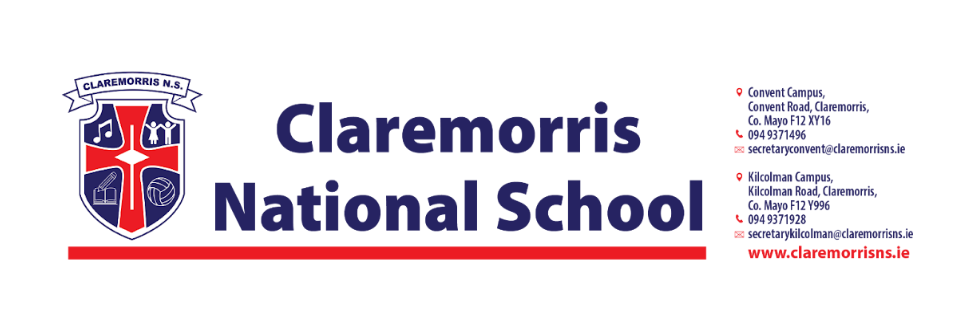 CLAREMORRIS N.S.
Claremorris
National School
Convent Campus,
Convent Road, Claremorris,
Co. Mayo F12 XY16
094 9371496
secretaryconvent@claremorrisns.ie
Kilcolman Campus,
Kilcolman Road, Claremorris,
Co. Mayo F12 Y996
094 9371928
secretarykilcolman@claremorrisns.ie
www.claremorrisns.ie